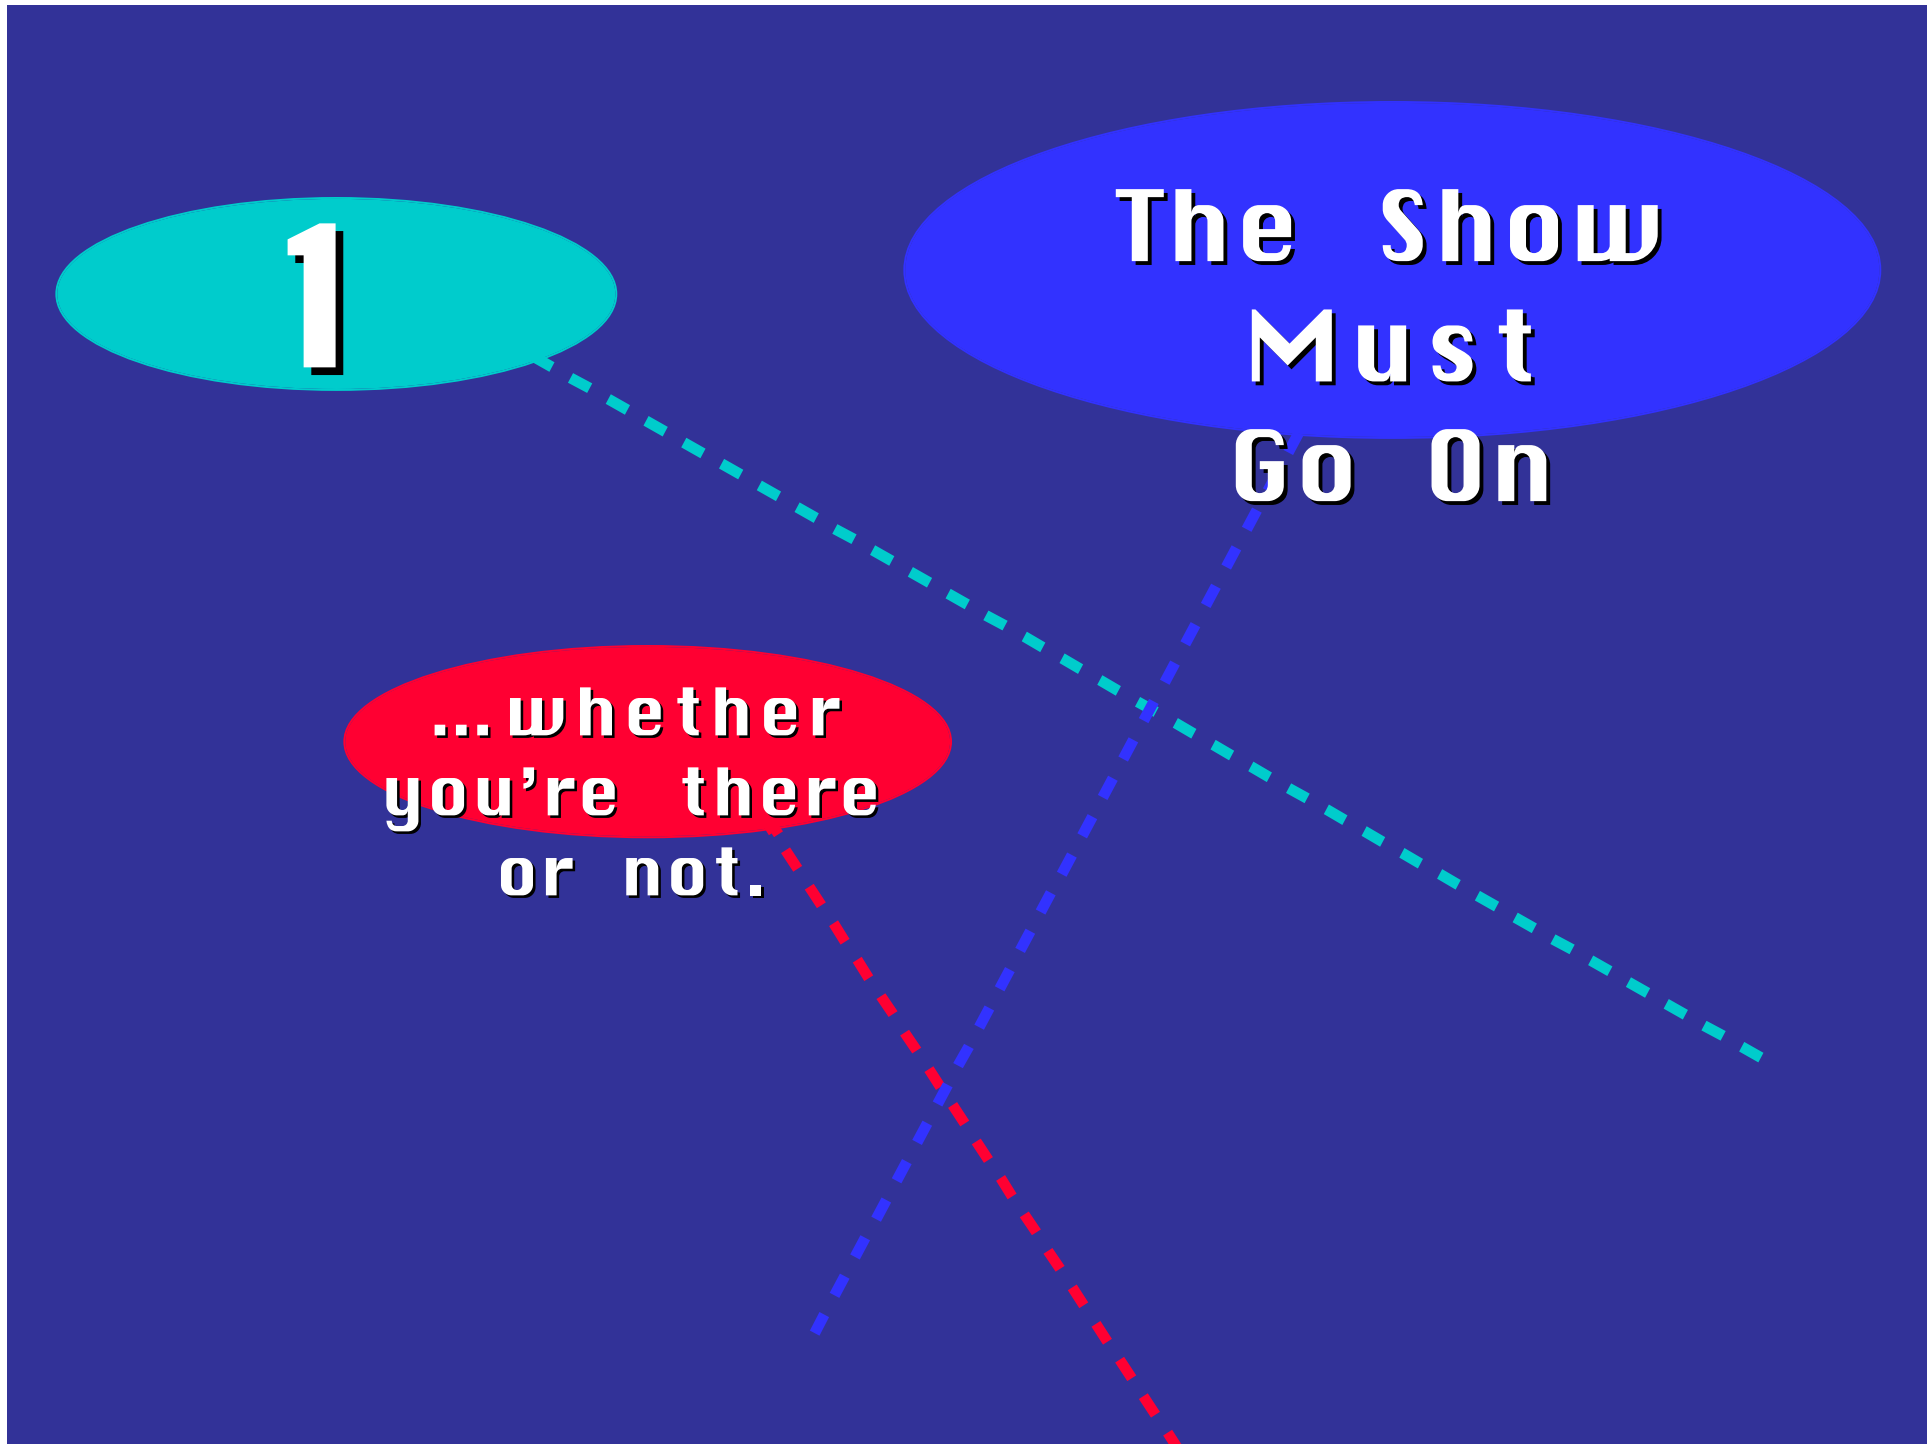 1
The Show
Must
Go On
...whether
you’re there
or not.